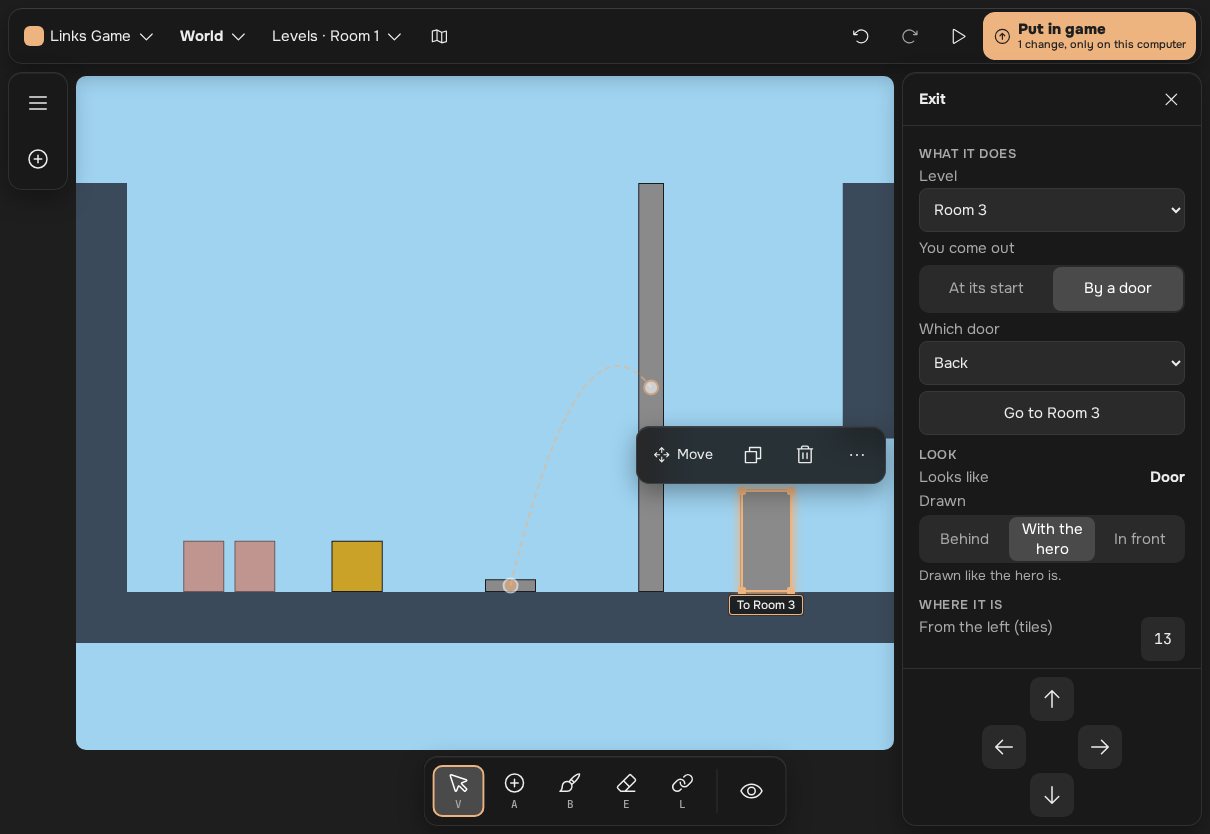 Links Game
World
Levels · Room 1
Put in game
1 change, only on this computer
Exit
WHAT IT DOES
Level
Room 3
You come out
At its start
By a door
Which door
Back
Go to Room 3
LOOK
Looks like
Door
Drawn
Behind
With the
hero
In front
Drawn like the hero is.
WHERE IT IS
From the left (tiles)
13
Move
To Room 3
V
A
B
E
L